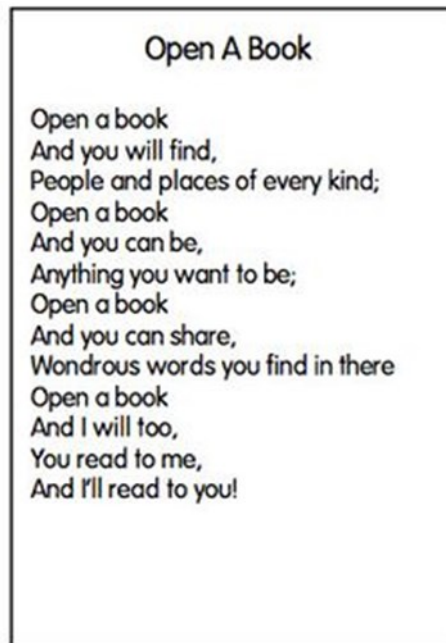 Open A Book
Open a book
And you will find,
People and places of every kind;
Open a book
And you can be,
Anything you want to be;
Open a book
And you can share,
Wondrous words you find in there
Open a book
And I will too,
You read to me,
And I'll read to you!